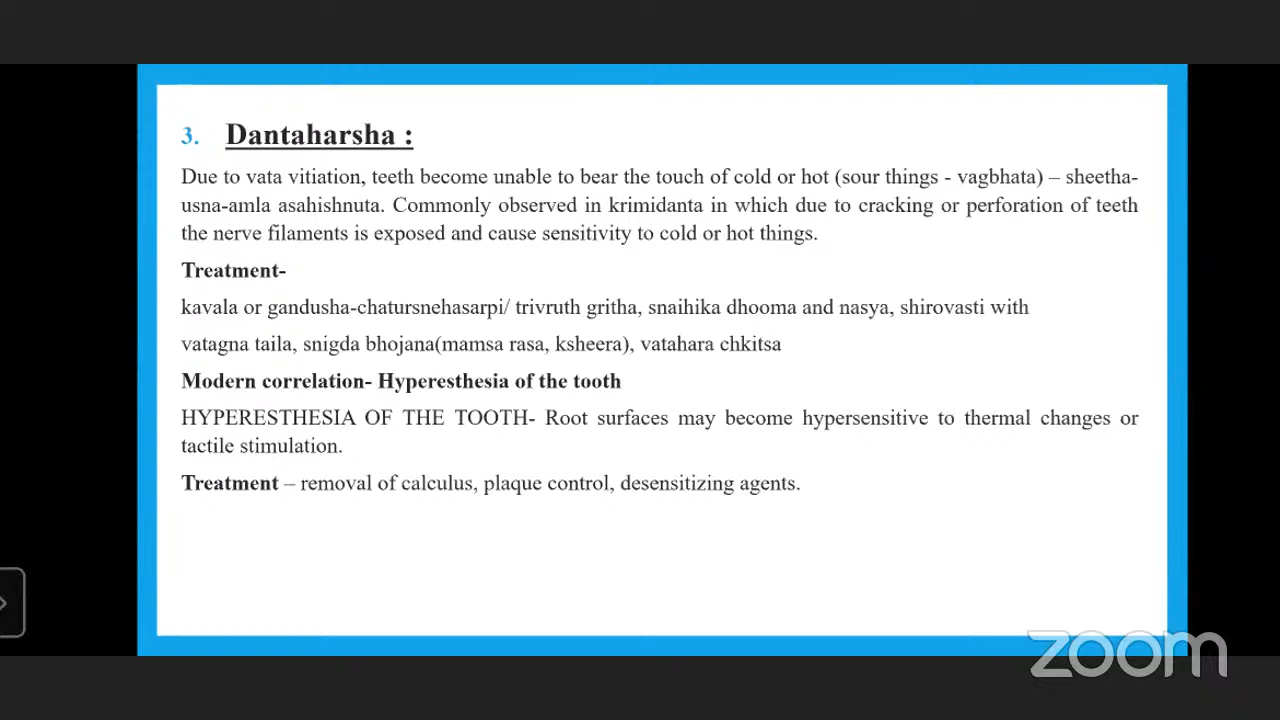 3. Dantaharsha :
Due to vata vitiation, teeth become unable to bear the touch of cold or hot (sour things - vagbhata) – sheetha-
usna-amla asahishnuta. Commonly observed in krimidanta in which due to cracking or perforation of teeth
the nerve filaments is exposed and cause sensitivity to cold or hot things.
Treatment-
kavala or gandusha-chatursnehasarpi/ trivruth gritha, snaihika dhooma and nasya, shirovasti with
vatagna taila, snigda bhojana(mamsa rasa, ksheera), vatahara chkitsa
Modern correlation- Hyperesthesia of the tooth
HYPERESTHESIA OF THE TOOTH- Root surfaces may become hypersensitive to thermal changes or
tactile stimulation.
Treatment – removal of calculus, plaque control, desensitizing agents.
zoom